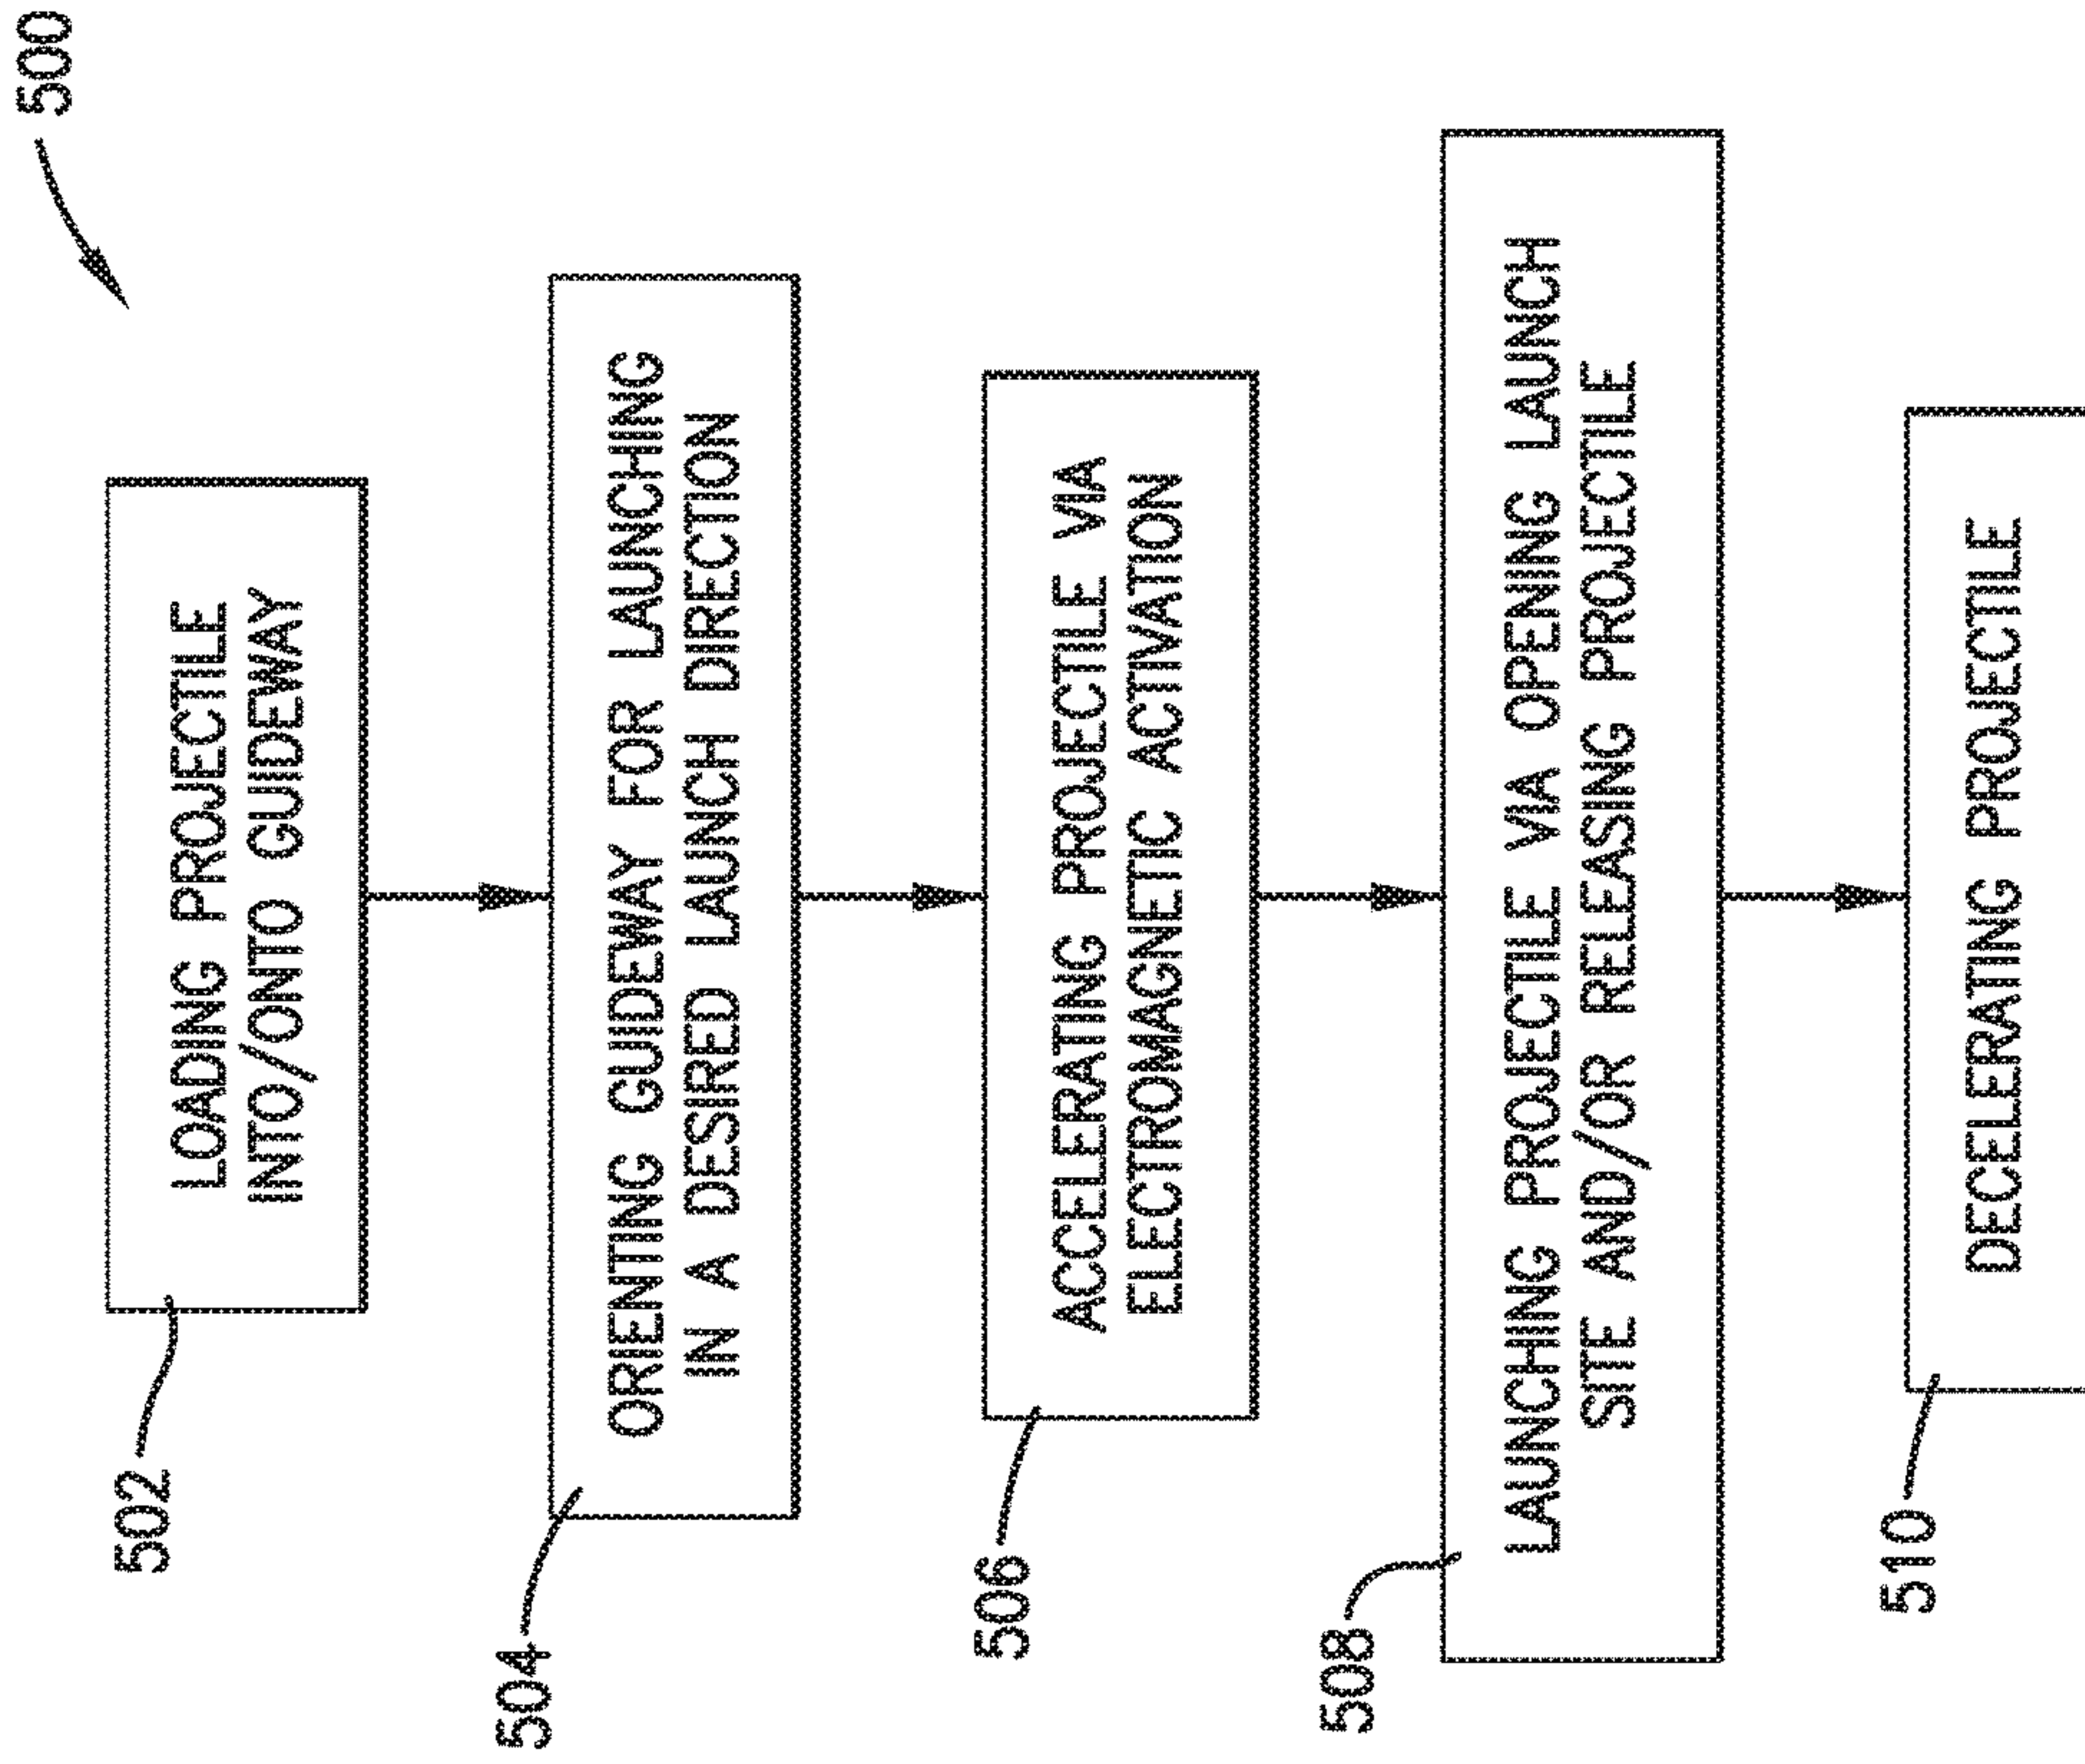 500
502
LOADING PROJECTILE
INTO/ONTO GUIDEWAY
504
ORIENTING GUIDEWAY FOR LAUNCHING
IN A DESIRED LAUNCH DIRECTION
506
ACCELERATING PROJECTILE VIA
ELECTROMAGNETIC ACTIVATION
508
LAUNCHING PROJECTILE VIA OPENING LAUNCH
SITE AND/OR RELEASING PROJECTILE
510
DECELERATING PROJECTILE